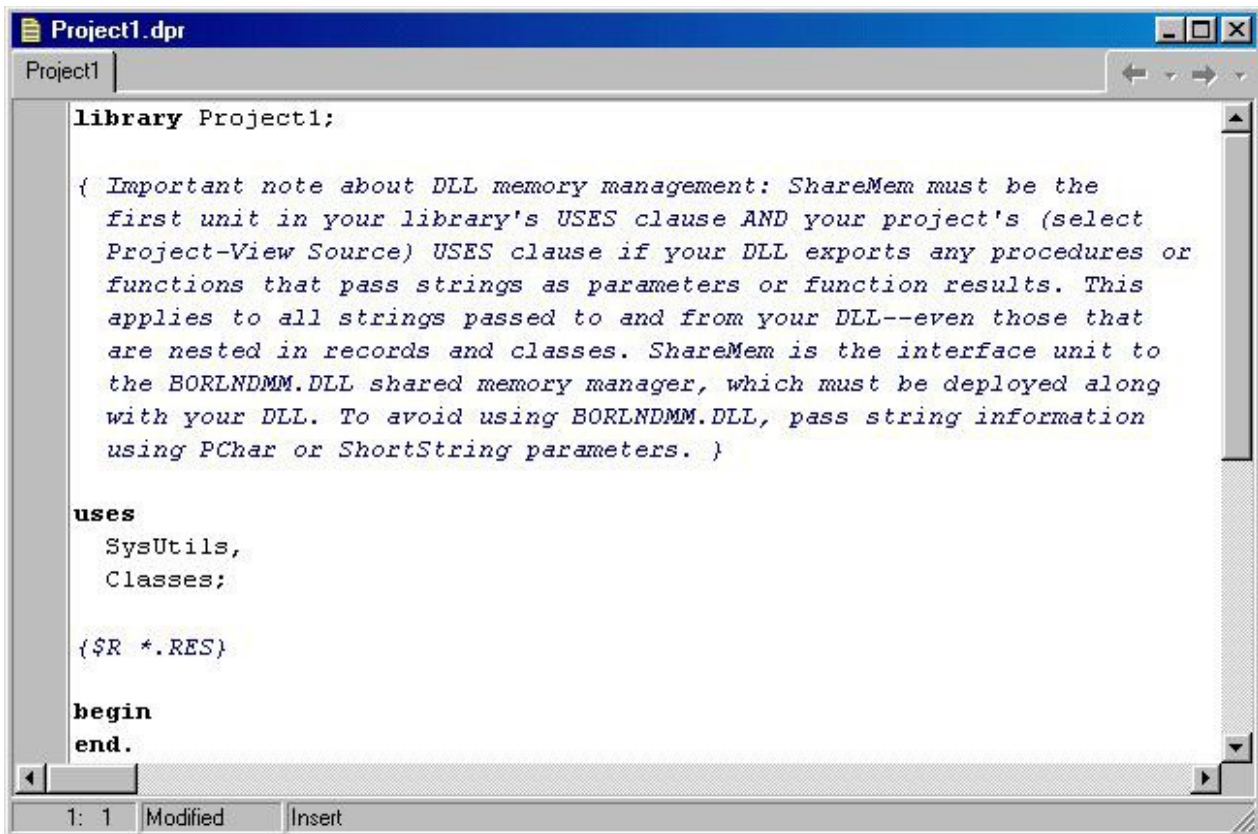 Project1.dpr
Project1
library Project1;
{ Important note about DLL memory management: ShareMem must be the
first unit in your library's USES clause AND your project's (select
Project-View Source) USES clause if your DLL exports any procedures or
functions that pass strings as parameters or function results. This
applies to all strings passed to and from your DLL--even those that
are nested in records and classes. ShareMem is the interface unit to
the BORLNDMM.DLL shared memory manager, which must be deployed along
with your DLL. To avoid using BORLNDMM.DLL, pass string information
using PChar or ShortString parameters. }
uses
SysUtils,
Classes;
{$R *.RES}
begin
end.
1: 1 Modified Insert